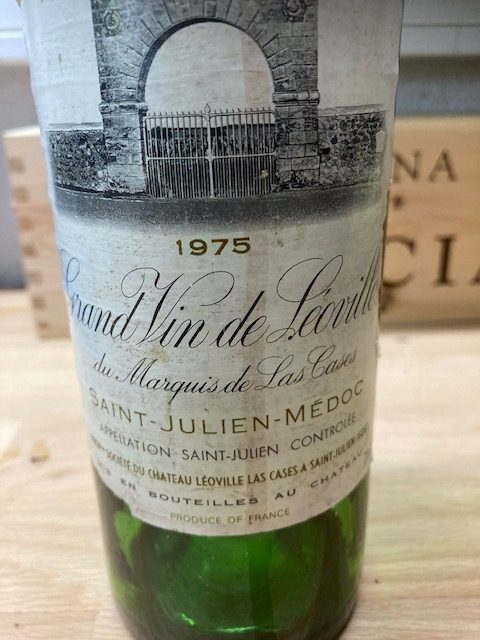 1975
Grand Vin de Léoville
du Marquis de Las Cases
SAINT-JULIEN-MÉDOC
APPELLATION SAINT-JULIEN CONTROLÉE
SOCIÉTÉ DU CHATEAU LÉOVILLE LAS CASES A SAINT-JULIEN
EN BOUTEILLES AU CHATEAU
PRODUCE OF FRANCE
NA
CIA